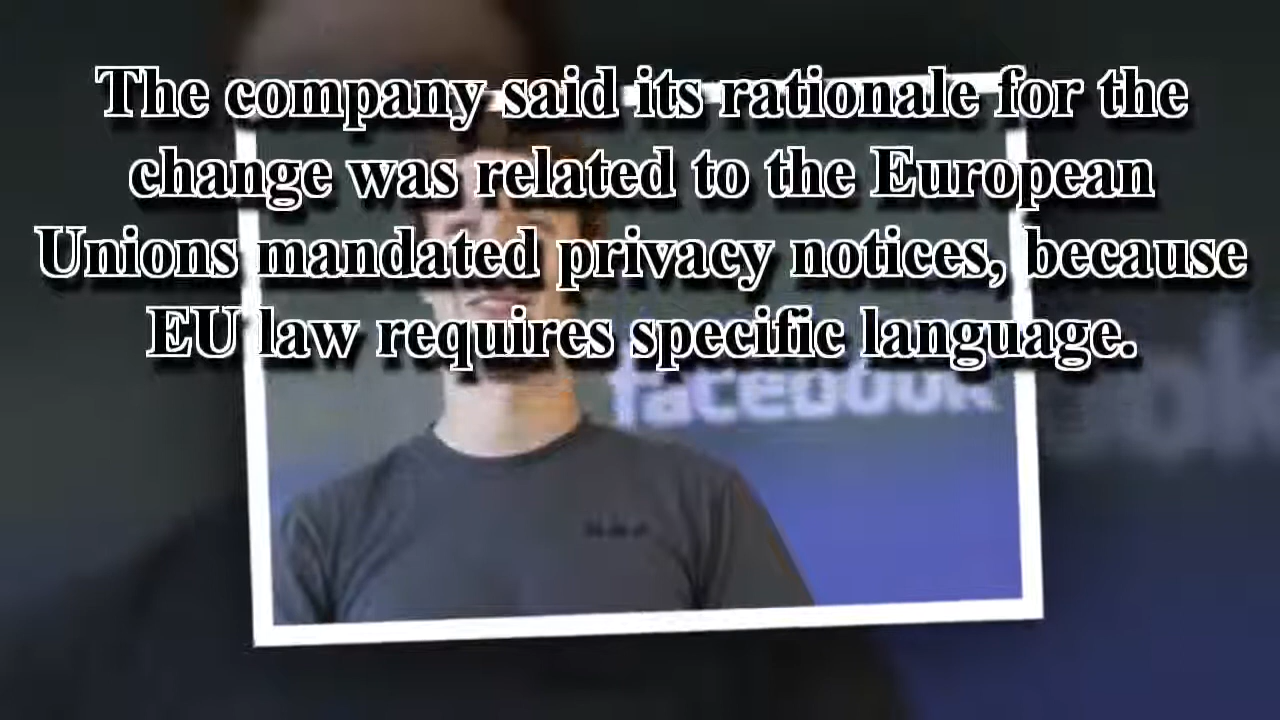 The company said its rationale for the
change was related to the European
Unions mandated privacy notices, because
EU law requires specific language.
facebook